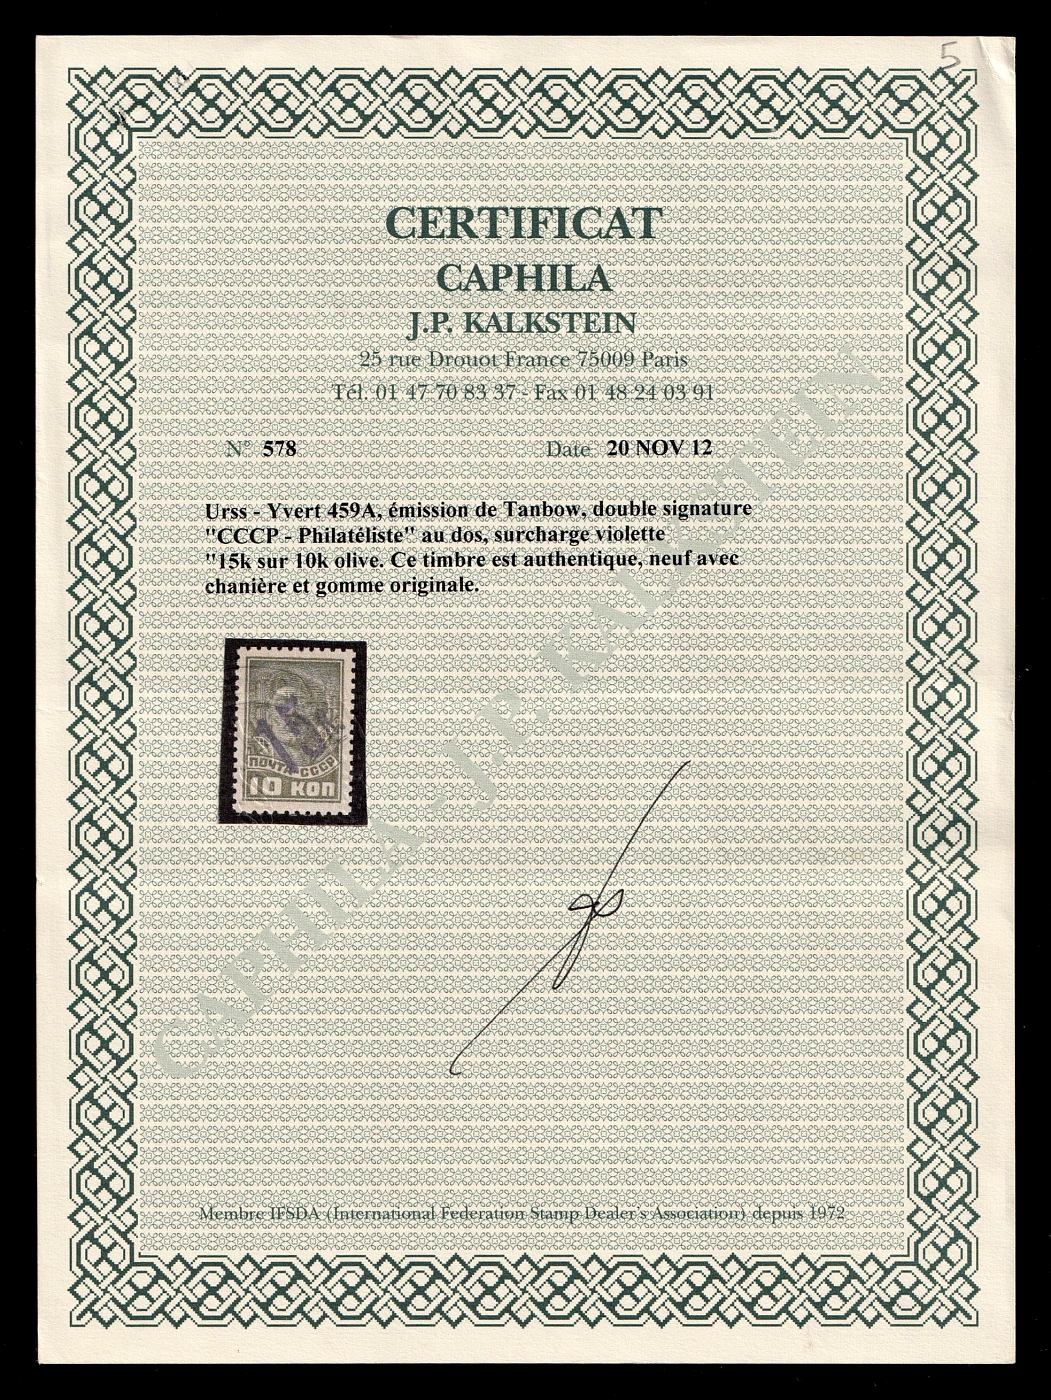 5
CERTIFICAT
CAPHILA
J.P. KALKSTEIN
25 rue Drouot France 75009 Paris
Tél. 01 47 70 83 37 - Fax 01 48 24 03 91
N° 578 Date 20 NOV 12
Urss - Yvert 459A, émission de Tanbow, double signature
"CCCP - Philatéliste" au dos, surcharge violette
"15k sur 10k olive. Ce timbre est authentique, neuf avec
chanière et gomme originale.
15 k
ПОЧТА СССР
10 КОП
CAPHILA - J.P. KALKSTEIN
Membre IFSDA (International Federation Stamp Dealer's Association) depuis 1972